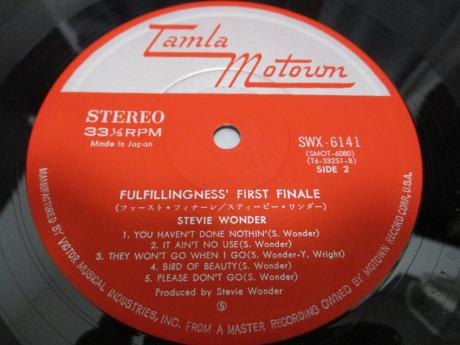 Tamla
Motown
STEREO
33⅓RPM
Made in Japan
SWX-6141
(SMOT-6080)
(T6-332S1-B)
SIDE 2
FULFILLINGNESS' FIRST FINALE
(ファースト・フィナーレ/スティービー・ワンダー)
STEVIE WONDER
1. YOU HAVEN'T DONE NOTHIN'(S. Wonder)
2. IT AIN'T NO USE(S. Wonder)
3. THEY WON'T GO WHEN I GO(S. Wonder-Y. Wright)
4. BIRD OF BEAUTY(S. Wonder)
5. PLEASE DON'T GO(S. Wonder)
Produced by Stevie Wonder
Ⓢ
MANUFACTURED BY VICTOR MUSICAL INDUSTRIES, INC. FROM A MASTER RECORDING OWNED BY MOTOWN RECORD CORP., U.S.A.